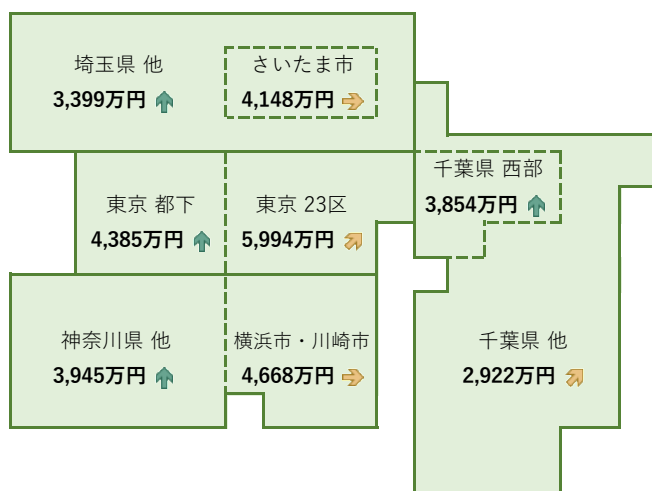 埼玉県 他
3,399万円
さいたま市
4,148万円
千葉県 西部
3,854万円
東京 都下
4,385万円
東京 23区
5,994万円
神奈川県 他
3,945万円
横浜市・川崎市
4,668万円
千葉県 他
2,922万円